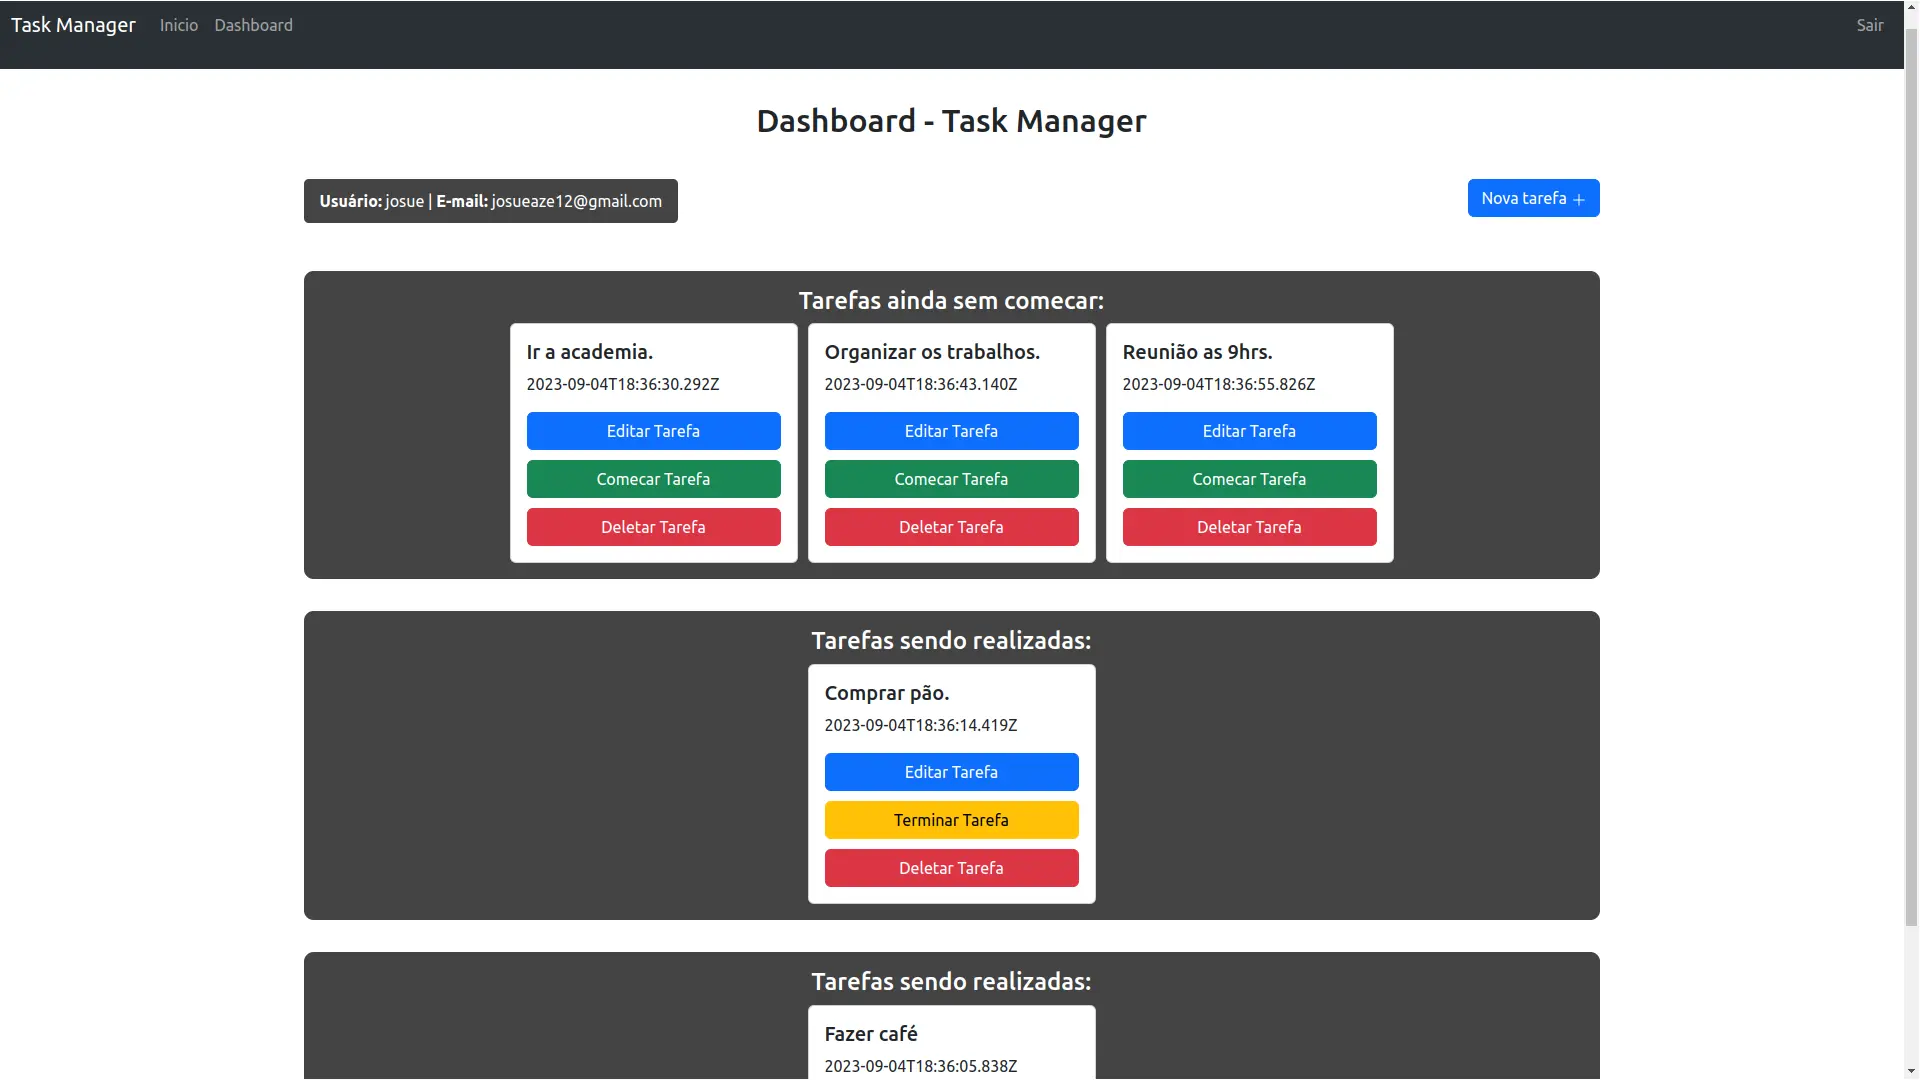 Task Manager Inicio Dashboard Sair
Dashboard - Task Manager
Usuário: josue | E-mail: josueaze12@gmail.com
Nova tarefa +
Tarefas ainda sem comecar:
Ir a academia.
2023-09-04T18:36:30.292Z
Editar Tarefa
Comecar Tarefa
Deletar Tarefa
Organizar os trabalhos.
2023-09-04T18:36:43.140Z
Editar Tarefa
Comecar Tarefa
Deletar Tarefa
Reunião as 9hrs.
2023-09-04T18:36:55.826Z
Editar Tarefa
Comecar Tarefa
Deletar Tarefa
Tarefas sendo realizadas:
Comprar pão.
2023-09-04T18:36:14.419Z
Editar Tarefa
Terminar Tarefa
Deletar Tarefa
Tarefas sendo realizadas:
Fazer café
2023-09-04T18:36:05.838Z